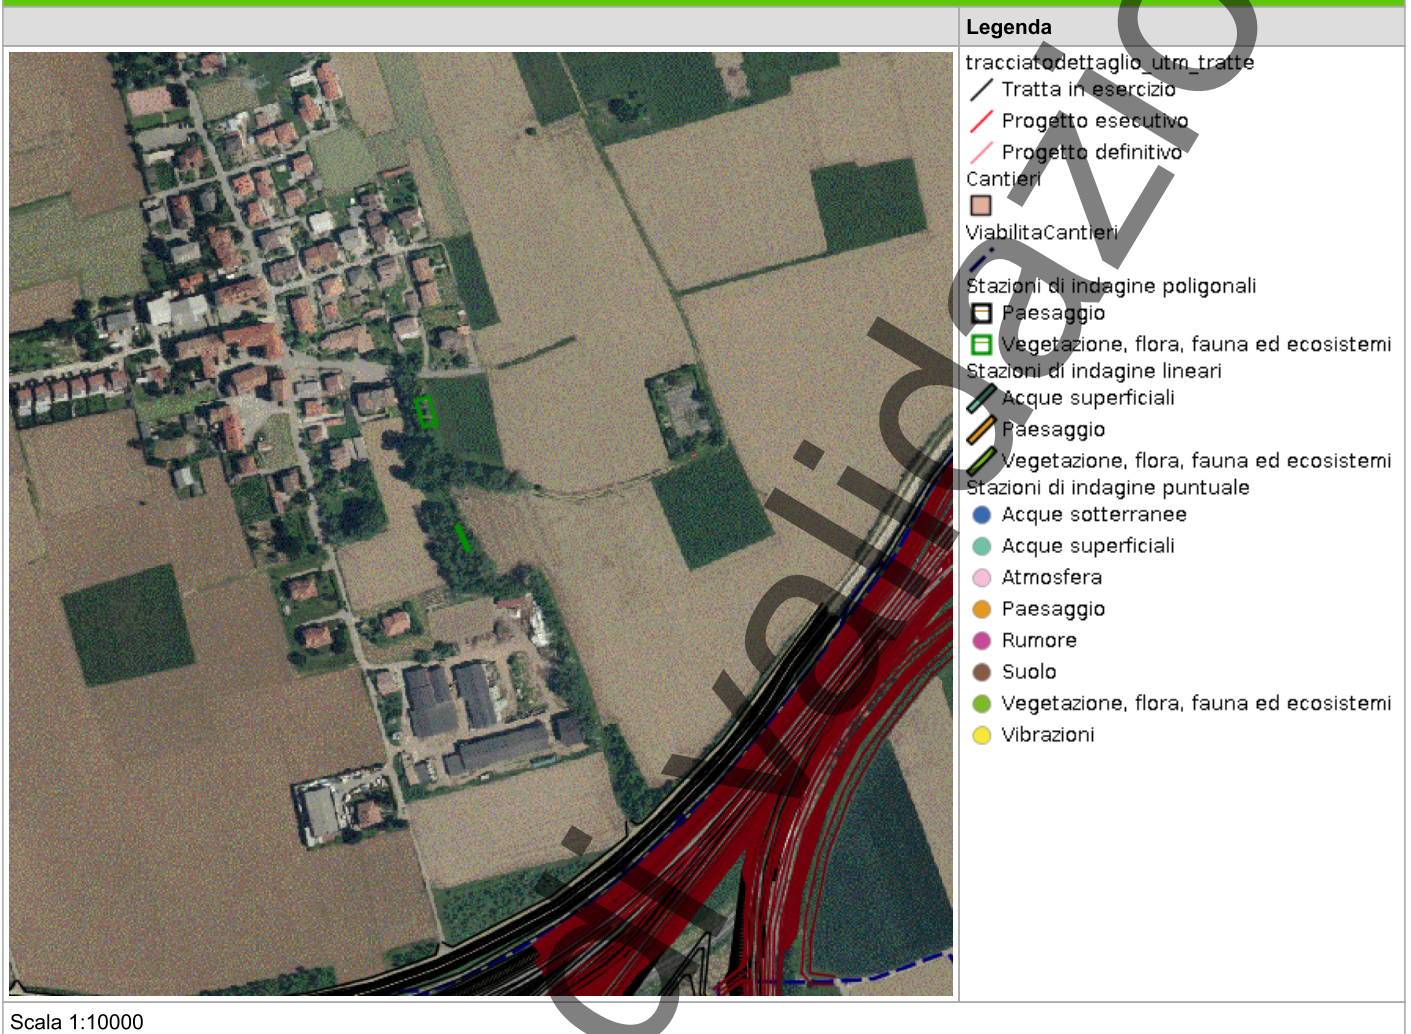 Legenda
tracciatodettaglio_utm_tratte
Tratta in esercizio
Progetto esecutivo
Progetto definitivo
Cantieri
ViabilitaCantieri
Stazioni di indagine poligonali
Paesaggio
Vegetazione, flora, fauna ed ecosistemi
Stazioni di indagine lineari
Acque superficiali
Paesaggio
Vegetazione, flora, fauna ed ecosistemi
Stazioni di indagine puntuale
Acque sotterranee
Acque superficiali
Atmosfera
Paesaggio
Rumore
Suolo
Vegetazione, flora, fauna ed ecosistemi
Vibrazioni
di validazio
Scala 1:10000